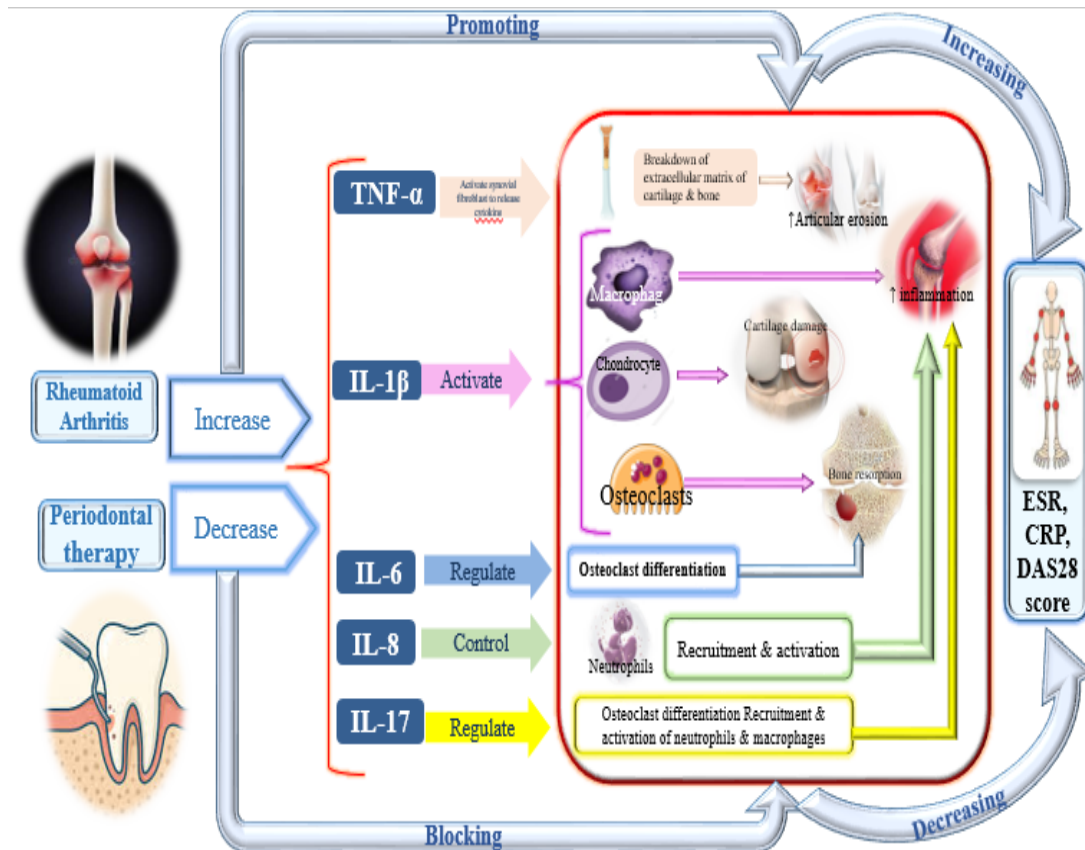 Promoting
Increasing
TNF-α
Activate synovial
fibroblast to release
cytokins
Breakdown of
extracellular matrix of
cartilage & bone
↑Articular erosion
Macrophag
↑ inflammation
Rheumatoid
Arthritis
Increase
IL-1β
Activate
Chondrocyte
Cartilage damage
Osteoclasts
Bone resorption
Periodontal
therapy
Decrease
IL-6
Regulate
Osteoclast differentiation
IL-8
Control
Neutrophils
Recruitment & activation
IL-17
Regulate
Osteoclast differentiation Recruitment &
activation of neutrophils & macrophages
ESR,
CRP,
DAS28
score
Blocking
Decreasing